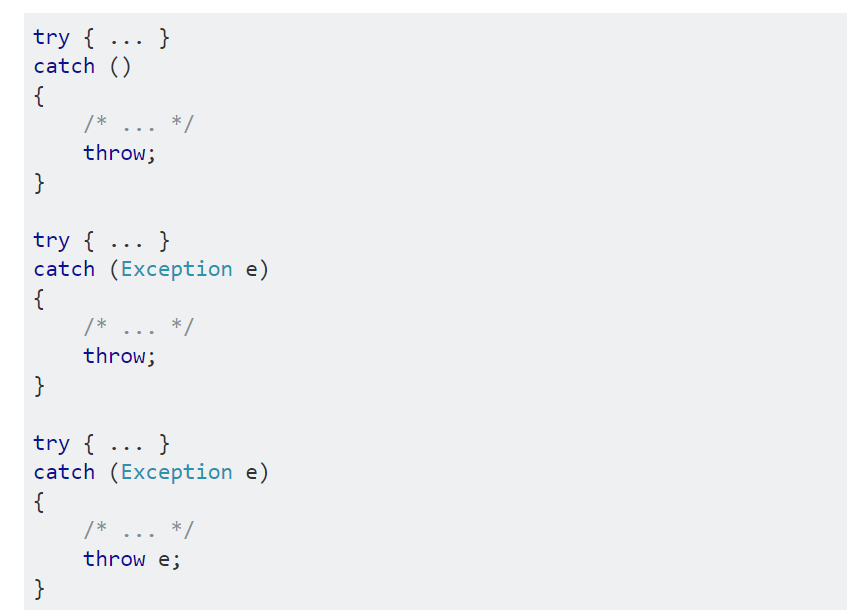 try { ... }
catch ()
{
    /* ... */
    throw;
}

try { ... }
catch (Exception e)
{
    /* ... */
    throw;
}

try { ... }
catch (Exception e)
{
    /* ... */
    throw e;
}